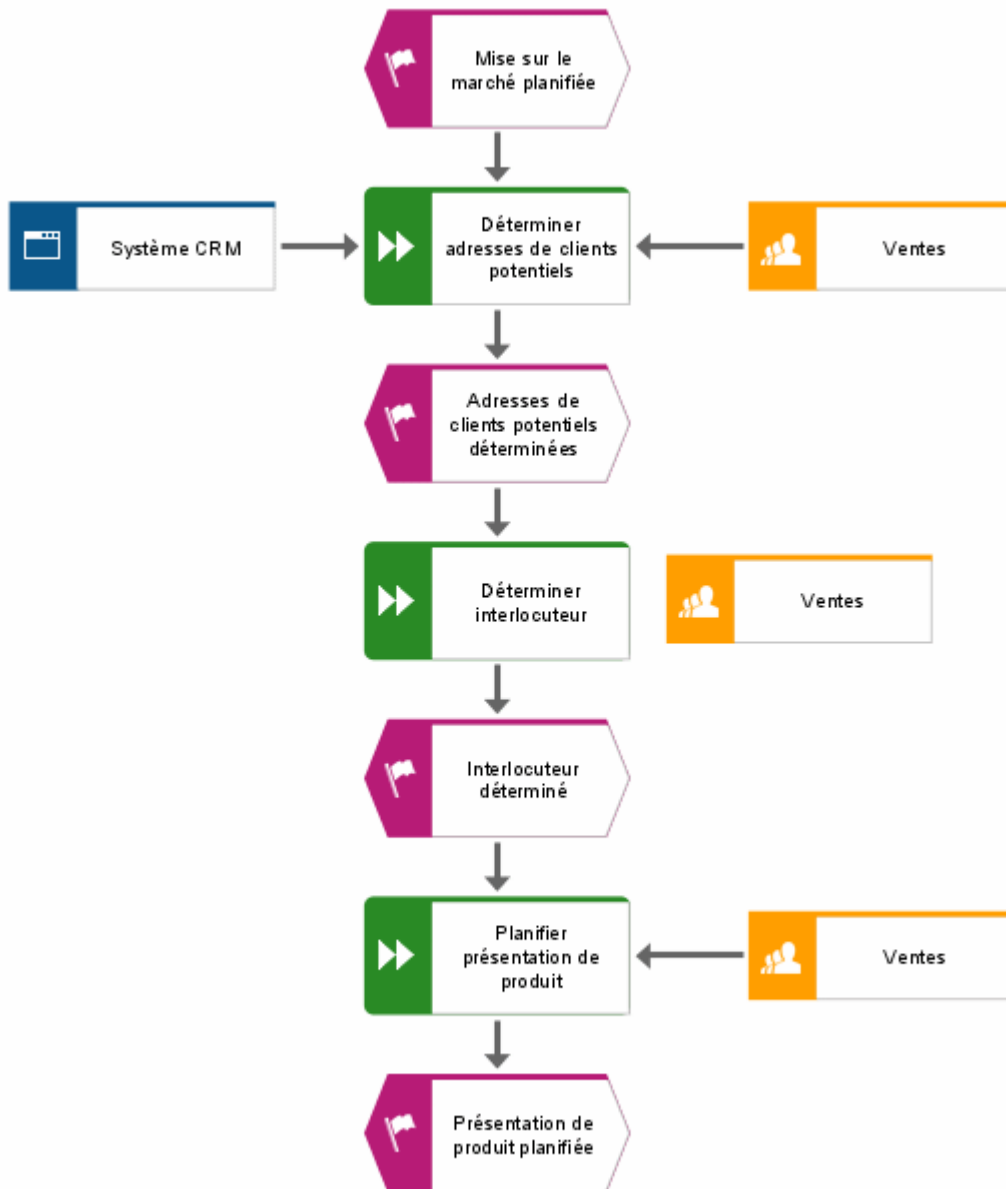 Mise sur le
marché planifiée
Système CRM
Déterminer
adresses de clients
potentiels
Ventes
Adresses de
clients potentiels
déterminées
Déterminer
interlocuteur
Ventes
Interlocuteur
déterminé
Planifier
présentation de
produit
Ventes
Présentation de
produit planifiée